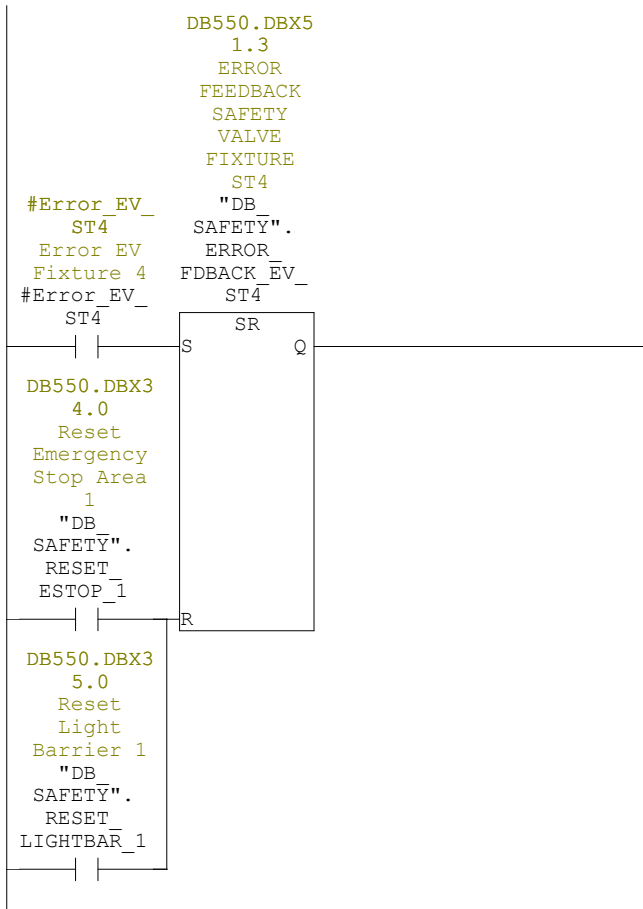 DB550.DBX5
1.3
ERROR
FEEDBACK
SAFETY
VALVE
FIXTURE
ST4
"DB_
SAFETY".
ERROR_
FDBACK_EV_
ST4
#Error_EV_
ST4
Error EV
Fixture 4
#Error_EV_
ST4
SR
S
Q
DB550.DBX3
4.0
Reset
Emergency
Stop Area
1
"DB_
SAFETY".
RESET_
ESTOP_1
R
DB550.DBX3
5.0
Reset
Light
Barrier 1
"DB_
SAFETY".
RESET_
LIGHTBAR_1